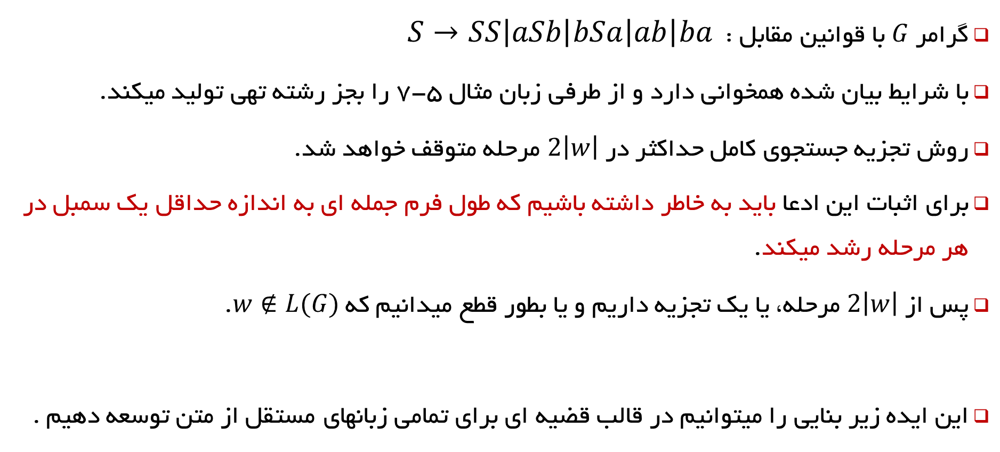 ❑ گرامر G با قوانین مقابل : S → SS|aSb|bSa|ab|ba
❑ با شرایط بیان شده همخوانی دارد و از طرفی زبان مثال ۵–۷ را بجز رشته تهی تولید میکند.
❑ روش تجزیه جستجوی کامل حداکثر در 2|w| مرحله متوقف خواهد شد.
❑ برای اثبات این ادعا باید به خاطر داشته باشیم که طول فرم جمله ای به اندازه حداقل یک سمبل در
هر مرحله رشد میکند.
❑ پس از 2|w| مرحله، یا یک تجزیه داریم و یا بطور قطع میدانیم که w ∉ L(G).
❑ این ایده زیر بنایی را میتوانیم در قالب قضیه ای برای تمامی زبانهای مستقل از متن توسعه دهیم .